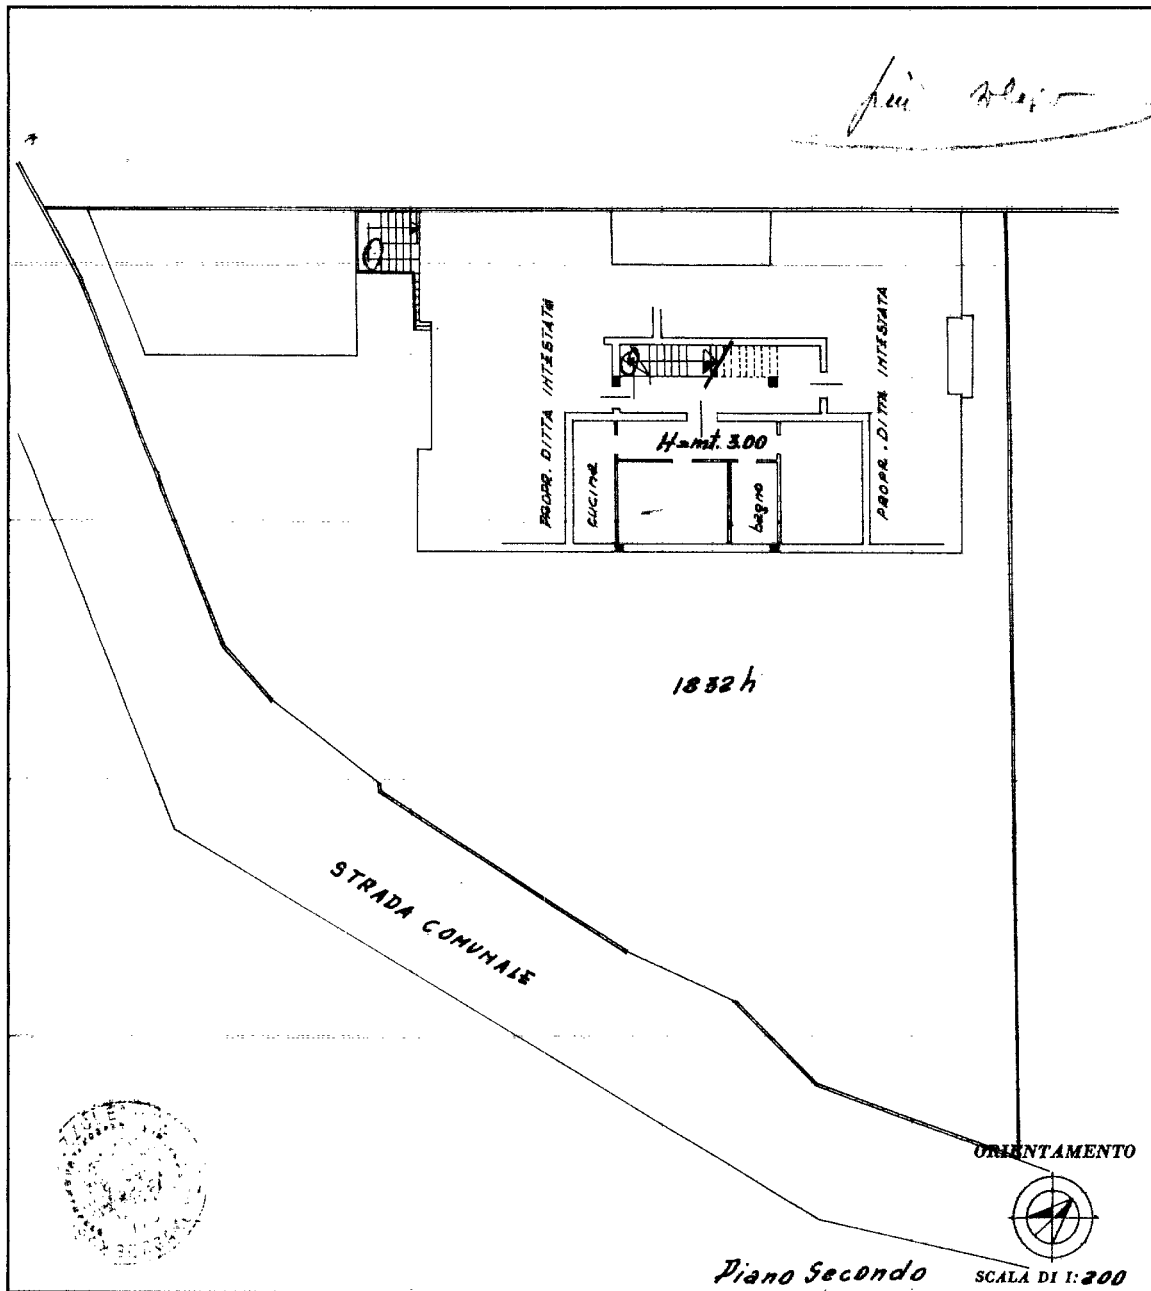 PROPR. DITTA INTESTATA
PROPR. DITTA INTESTATA
H=mt. 3.00
cucina
bagno
1832 h
STRADA COMUNALE
ORIENTAMENTO
Piano Secondo
SCALA DI 1:200